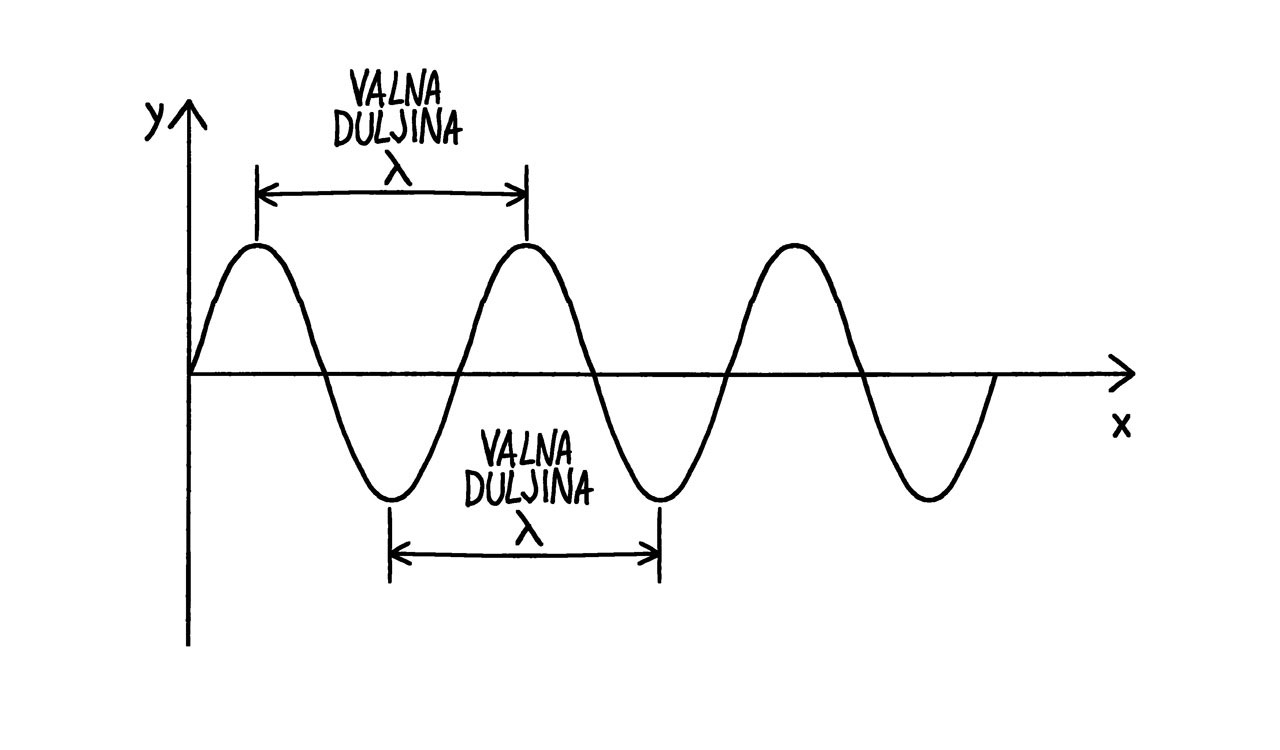 y
VALNA
DULJINA
λ
x
VALNA
DULJINA
λ